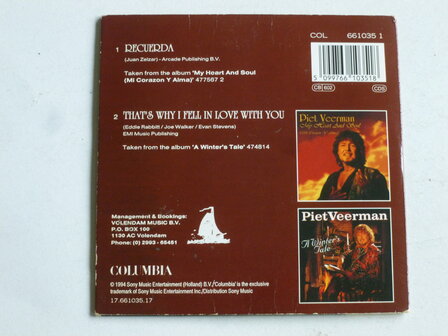 COL 661035 1
1 RECUERDA
(Juan Zelzar) - Arcade Publishing B.V.
Taken from the album 'My Heart And Soul
(Mi Corazon Y Alma)' 477567 2
5 099766 103518
CB 602
CDS
2 THAT'S WHY I FELL IN LOVE WITH YOU
(Eddie Rabbitt / Joe Walker / Evan Stevens)
EMI Music Publishing
Taken from the album 'A Winter's Tale' 474814
Piet Veerman
My Heart And Soul
Piet Veerman
A Winter's
Tale
Management & Bookings:
VOLENDAM MUSIC B.V.
P.O. BOX 100
1130 AC Volendam
Phone: (0) 2993 - 65451
COLUMBIA
© 1994 Sony Music Entertainment (Holland) B.V./'Columbia' is the exclusive
trademark of Sony Music Entertainment Inc./Distribution Sony Music
17.661035.17